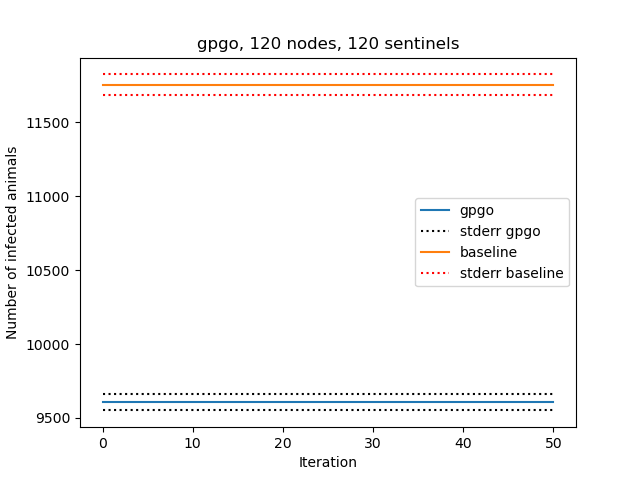 gpgo, 120 nodes, 120 sentinels
Number of infected animals
11500
11000
10500
10000
9500
gpgo
stderr gpgo
baseline
stderr baseline
0
10
20
30
40
50
Iteration